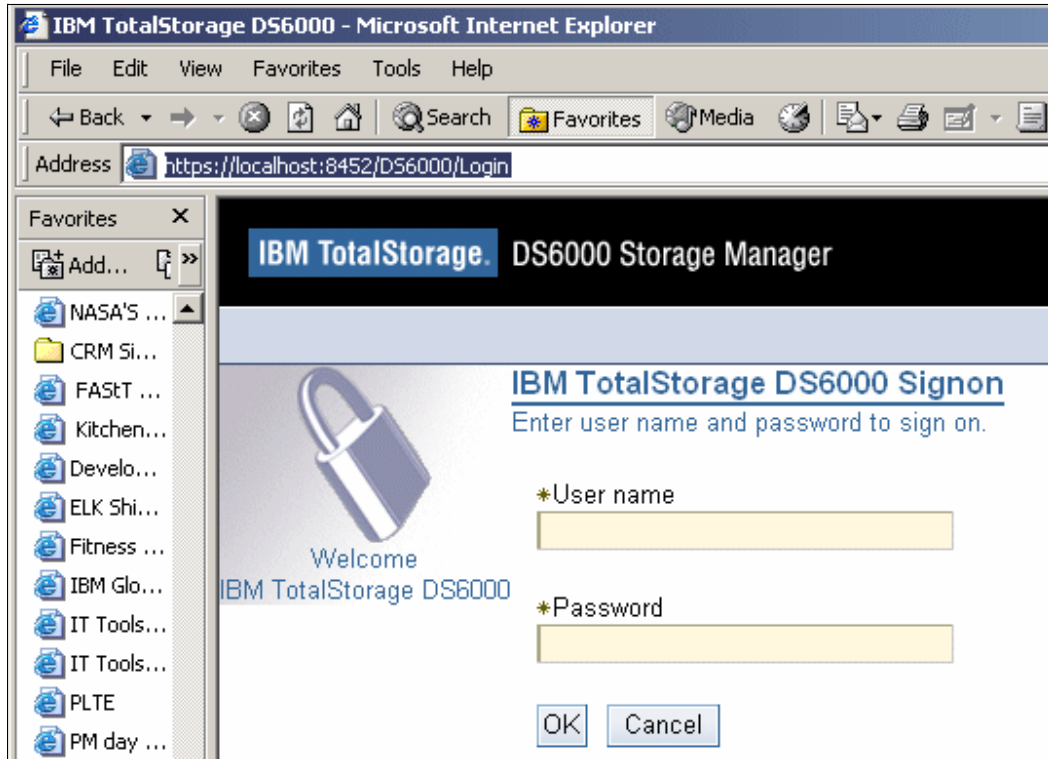 IBM TotalStorage DS6000 - Microsoft Internet Explorer
File Edit View Favorites Tools Help
Back Search Favorites Media
Address https://localhost:8452/DS6000/Login
Favorites X
Add... »
NASA'S ...
CRM Si...
FAStT ...
Kitchen...
Develo...
ELK Shi...
Fitness ...
IBM Glo...
IT Tools...
IT Tools...
PLTE
PM day ...
IBM TotalStorage. DS6000 Storage Manager
Welcome
IBM TotalStorage DS6000
IBM TotalStorage DS6000 Signon
Enter user name and password to sign on.
*User name
*Password
OK Cancel